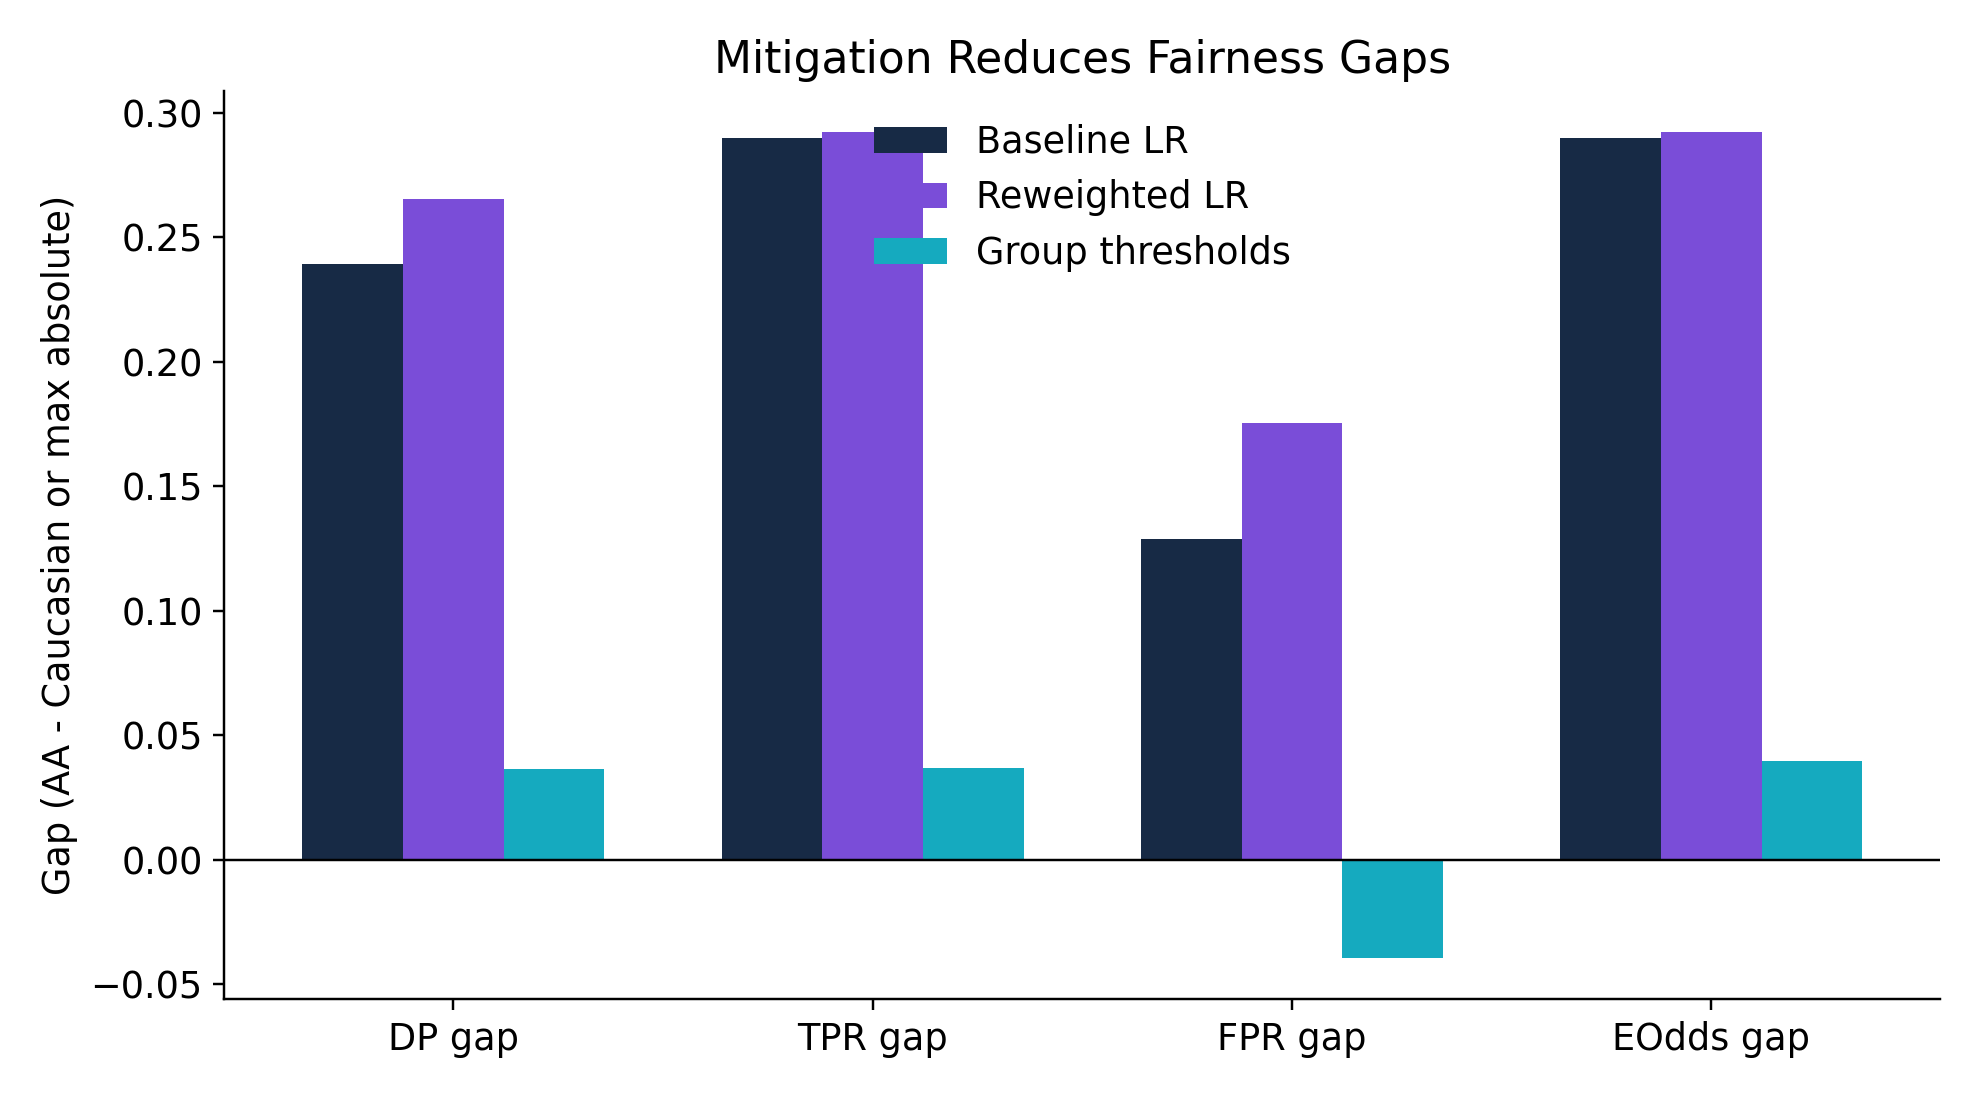 Mitigation Reduces Fairness Gaps
Gap (AA - Caucasian or max absolute)
0.30
0.25
0.20
0.15
0.10
0.05
0.00
−0.05
Baseline LR
Reweighted LR
Group thresholds
DP gap
TPR gap
FPR gap
EOdds gap